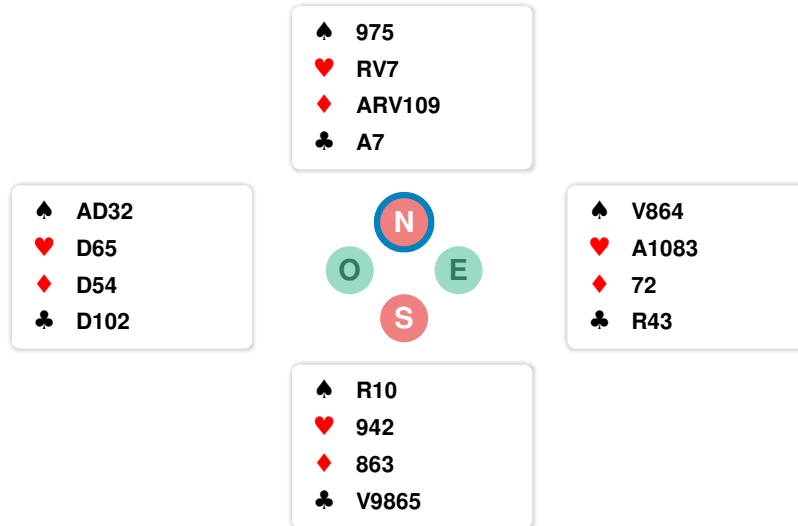 ♠ 975
♥ RV7
♦ ARV109
♣ A7
♠ AD32
♥ D65
♦ D54
♣ D102
N
O E
S
♠ V864
♥ A1083
♦ 72
♣ R43
♠ R10
♥ 942
♦ 863
♣ V9865